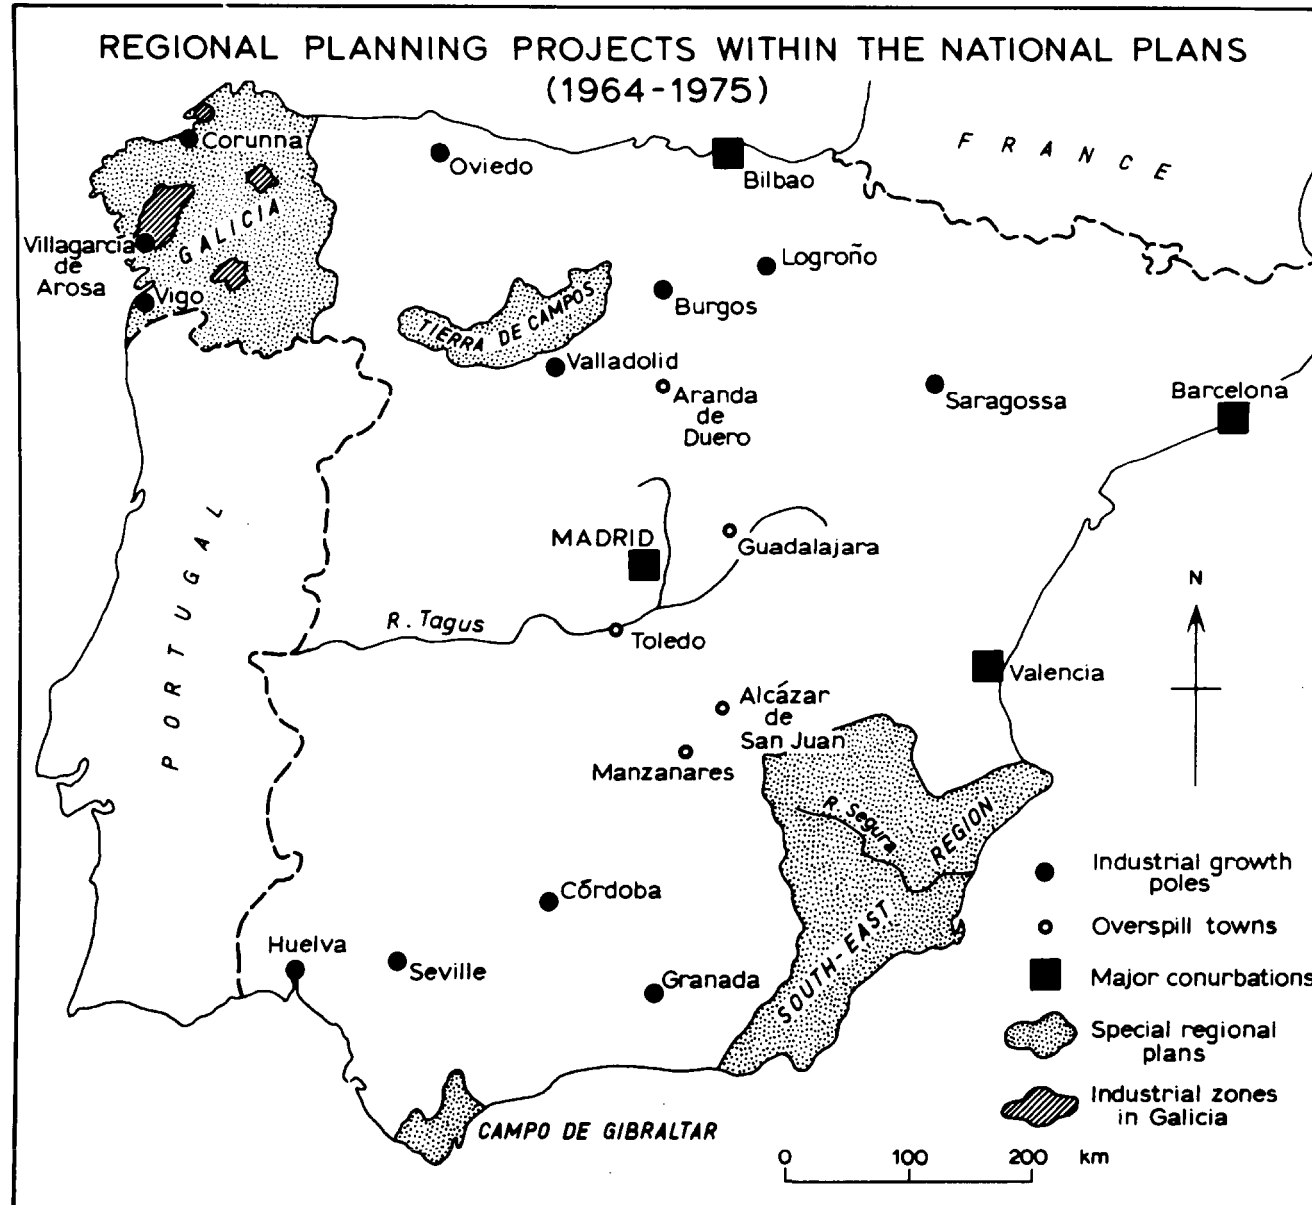 REGIONAL PLANNING PROJECTS WITHIN THE NATIONAL PLANS
(1964-1975)
FRANCE
Corunna
Oviedo
Bilbao
GALICIA
Villagarcía
de
Arosa
Vigo
Logroño
Burgos
TIERRA DE CAMPOS
Valladolid
Aranda
de
Duero
Saragossa
Barcelona
PORTUGAL
MADRID
Guadalajara
R. Tagus
Toledo
Valencia
N
Alcázar
de
San Juan
Manzanares
R. Segura
SOUTH-EAST REGION
Córdoba
Huelva
Seville
Granada
CAMPO DE GIBRALTAR
Industrial growth
poles
Overspill towns
Major conurbations
Special regional
plans
Industrial zones
in Galicia
0 100 200 km